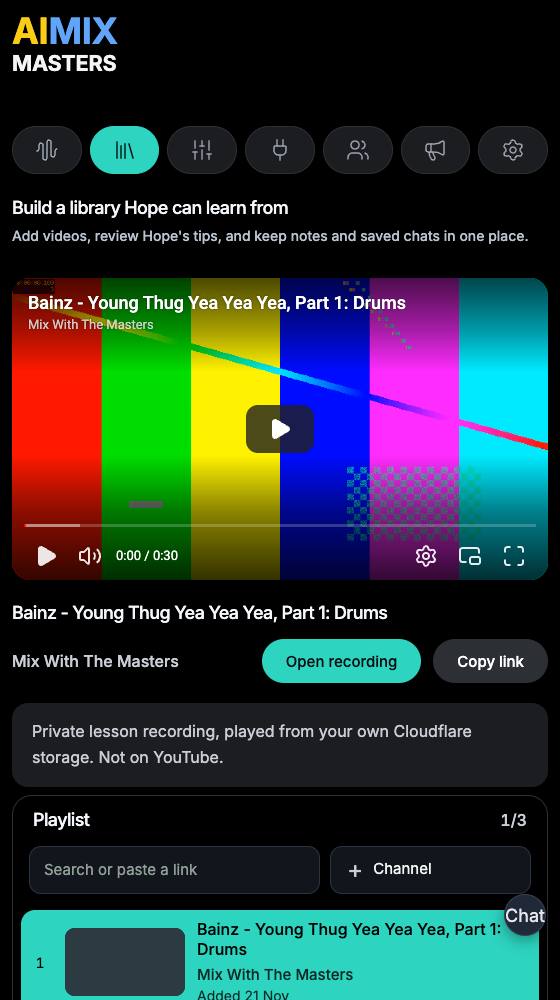 AIMIX
MASTERS
Build a library Hope can learn from
Add videos, review Hope's tips, and keep notes and saved chats in one place.
Bainz - Young Thug Yea Yea Yea, Part 1: Drums
Mix With The Masters
0:00 / 0:30
Bainz - Young Thug Yea Yea Yea, Part 1: Drums
Mix With The Masters
Open recording
Copy link
Private lesson recording, played from your own Cloudflare
storage. Not on YouTube.
Playlist
1/3
Search or paste a link
+ Channel
Chat
1
Bainz - Young Thug Yea Yea Yea, Part 1:
Drums
Mix With The Masters
Added 21 Nov